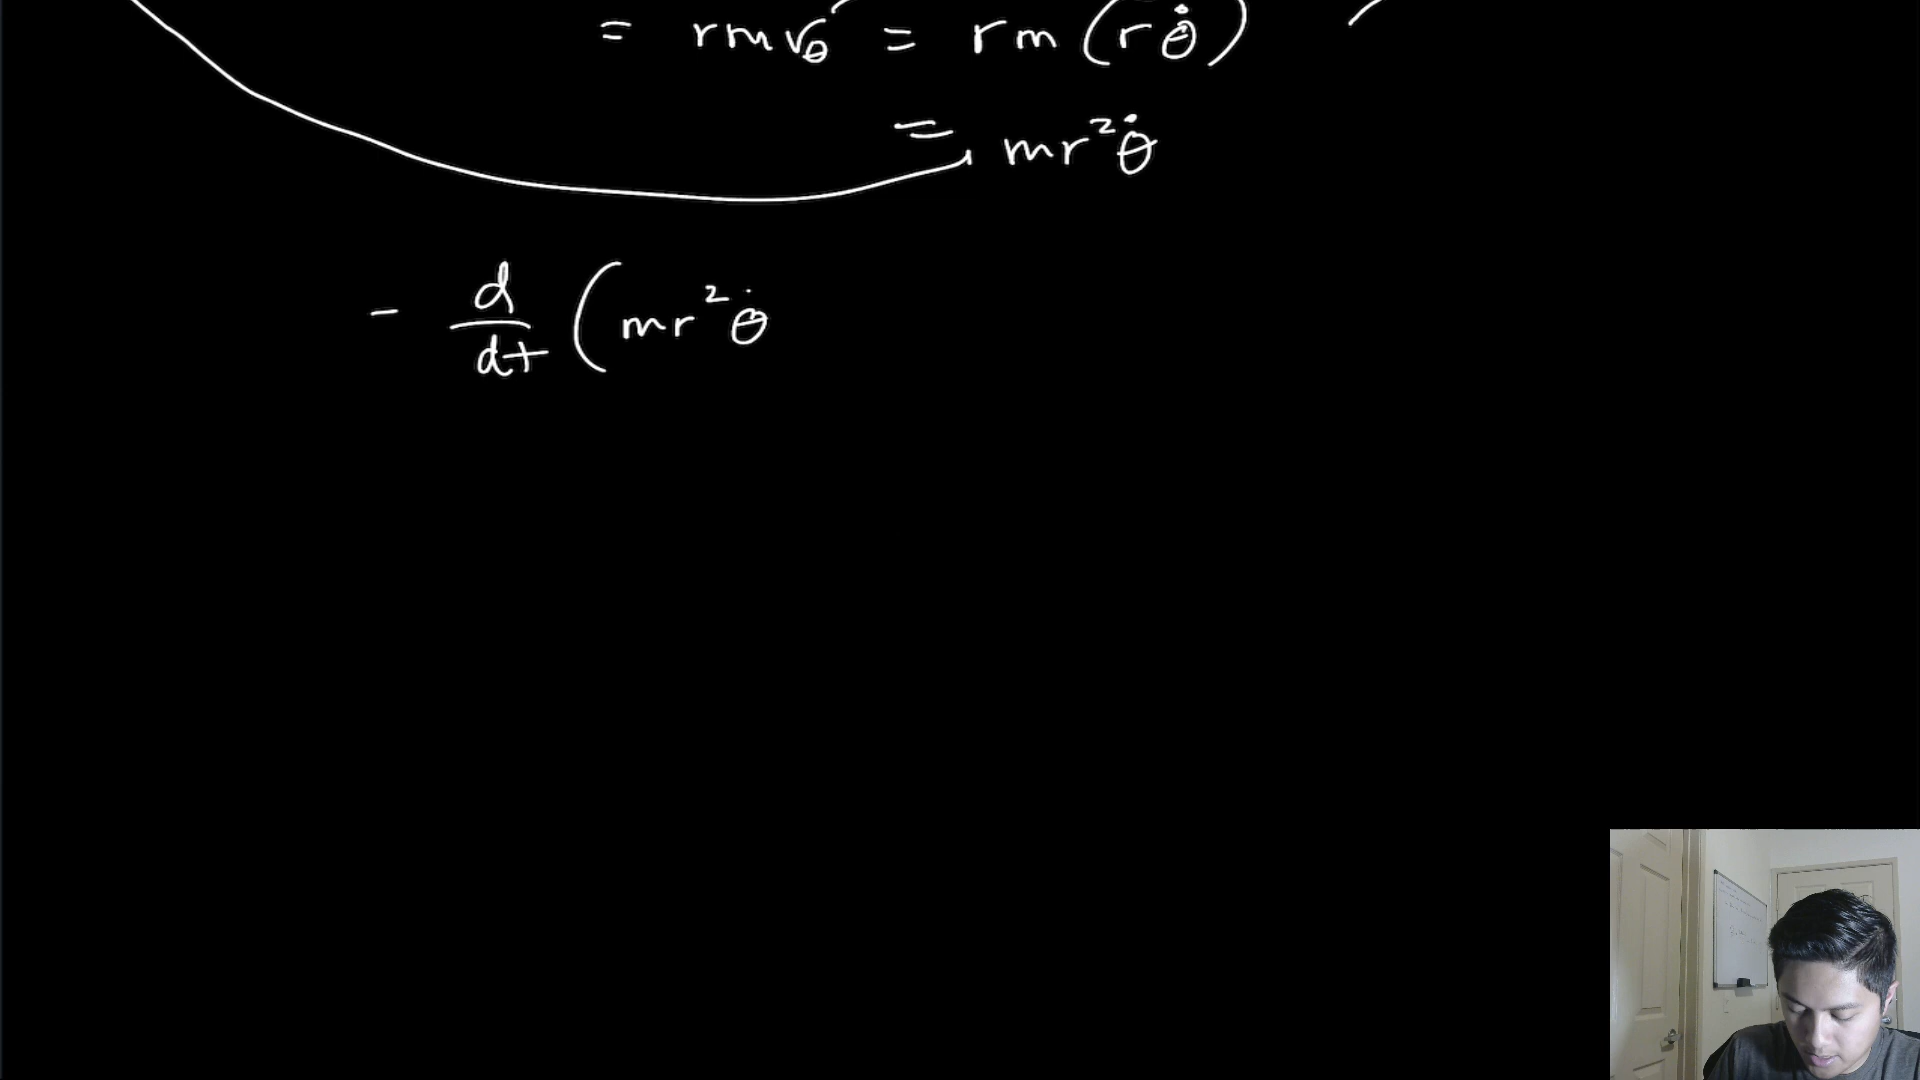 = rmv_θ = rm(rθ̇)
= mr²θ̇
- d/dt (mr²θ̇